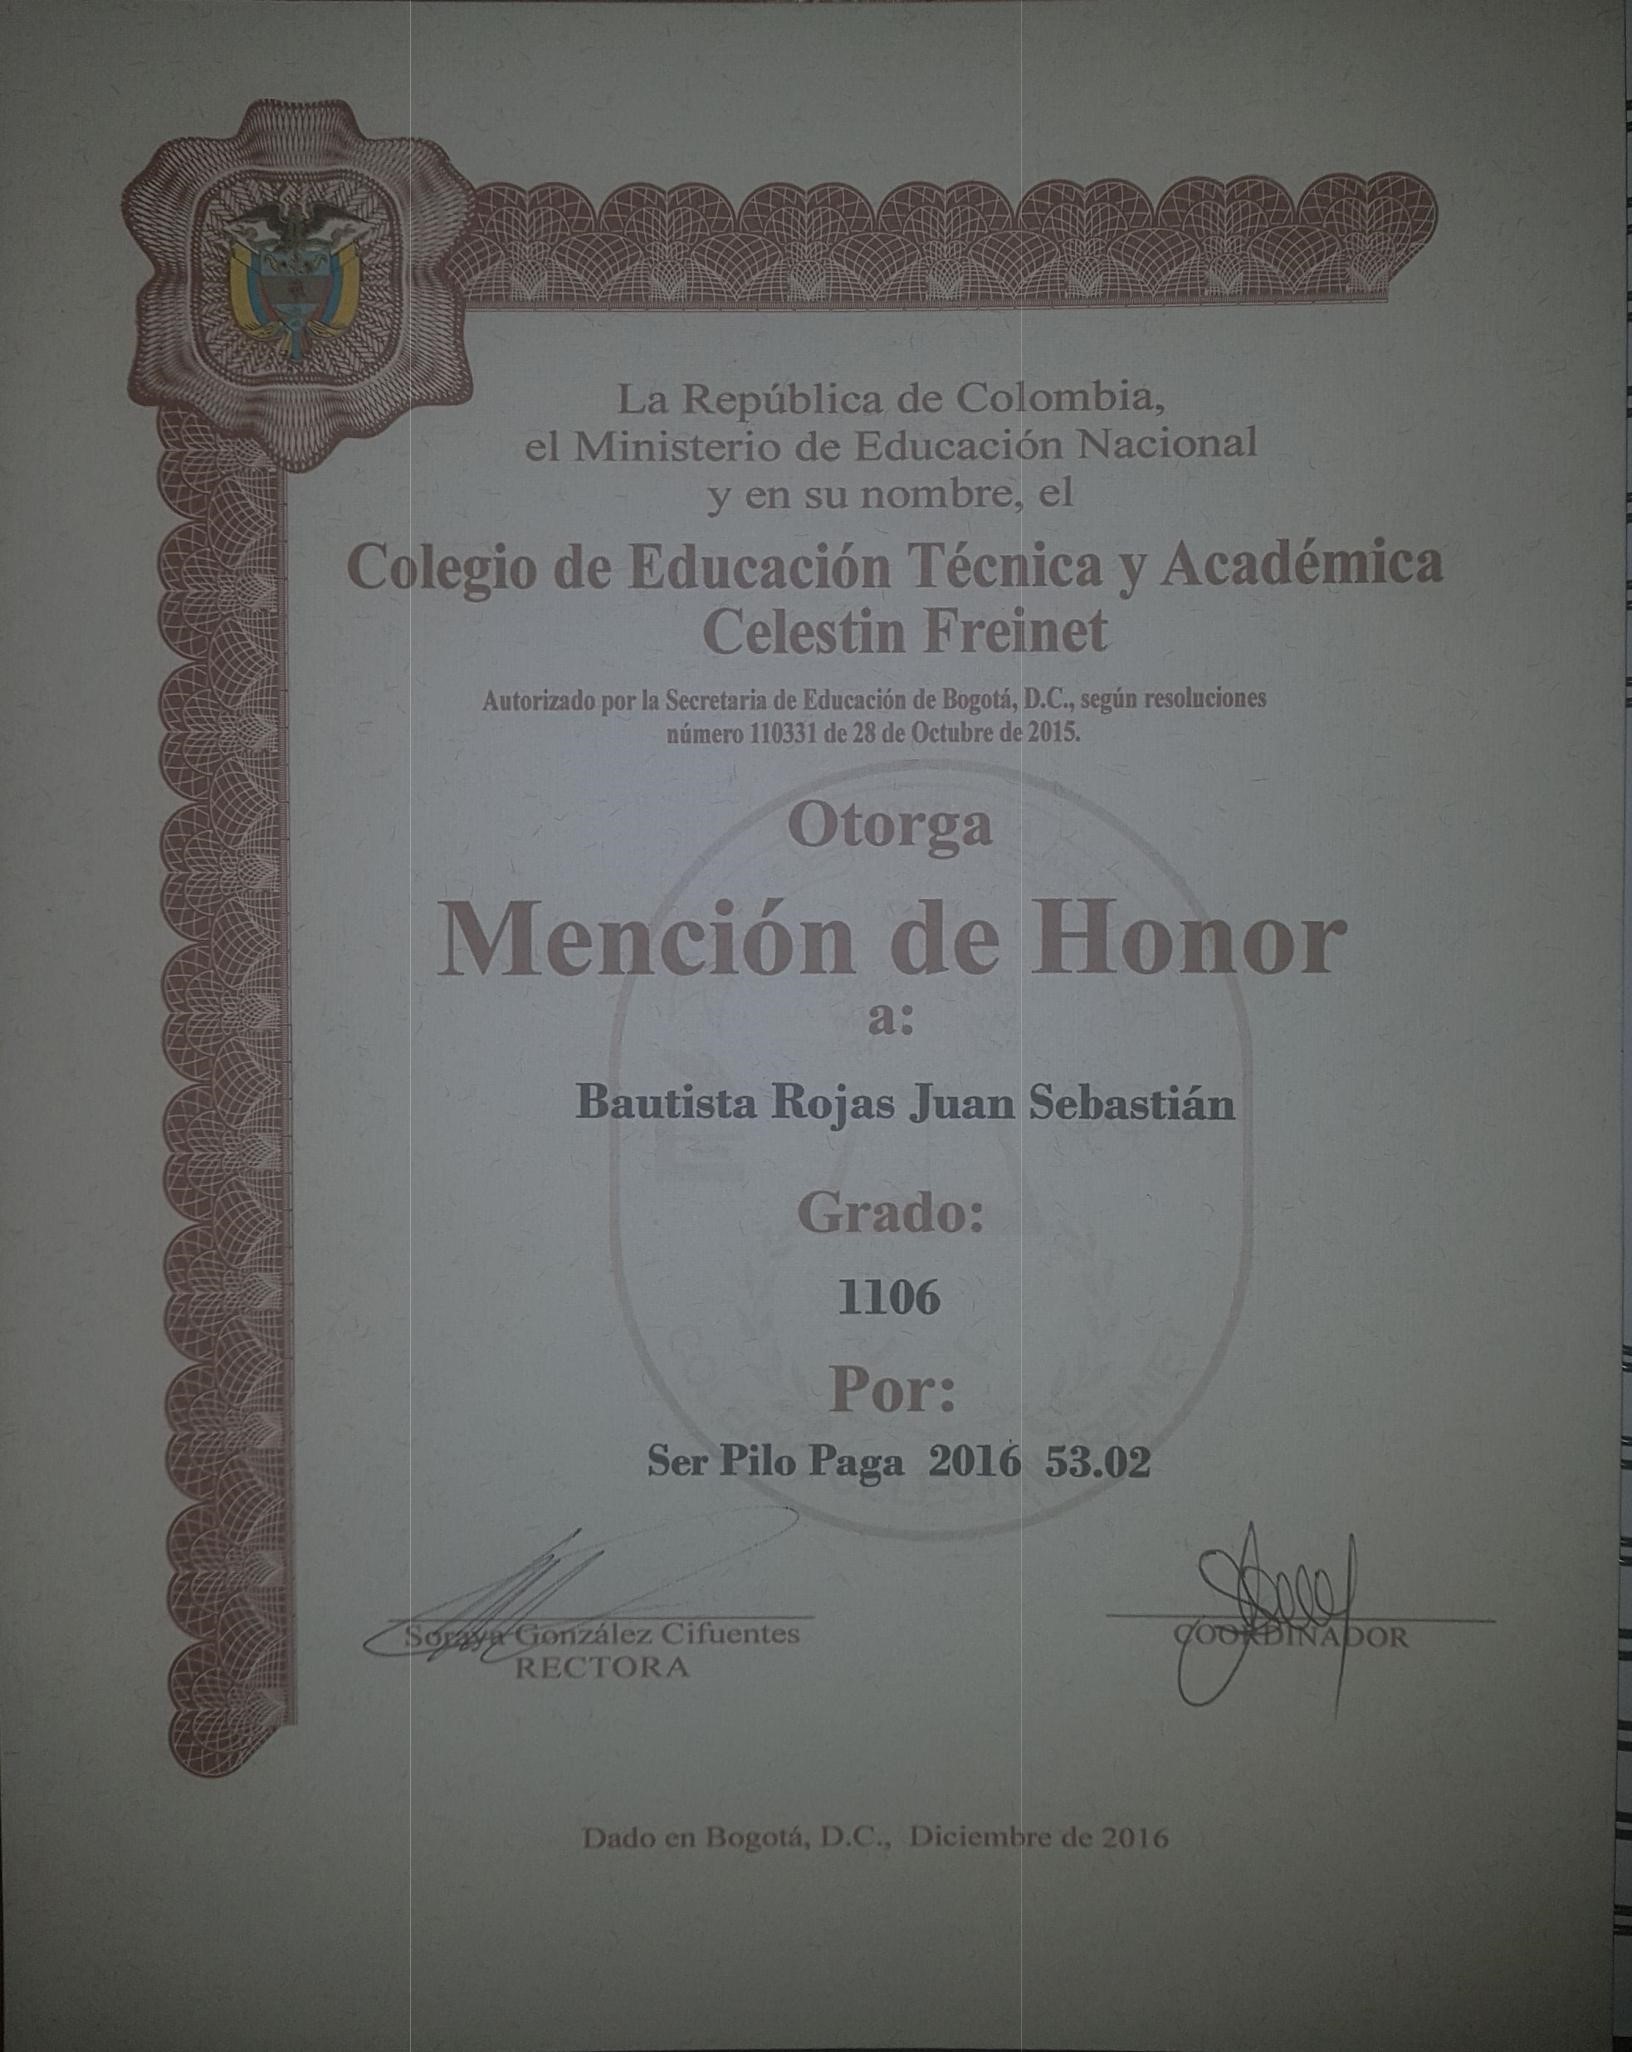 La República de Colombia,
el Ministerio de Educación Nacional
y en su nombre, el
Colegio de Educación Técnica y Académica
Celestin Freinet
Autorizado por la Secretaria de Educación de Bogotá, D.C., según resoluciones
número 110331 de 28 de Octubre de 2015.
Otorga
Mención de Honor
a:
Bautista Rojas Juan Sebastián
Grado:
1106
Por:
Ser Pilo Paga 2016 53.02
Soraya González Cifuentes
RECTORA
COORDINADOR
Dado en Bogotá, D.C., Diciembre de 2016